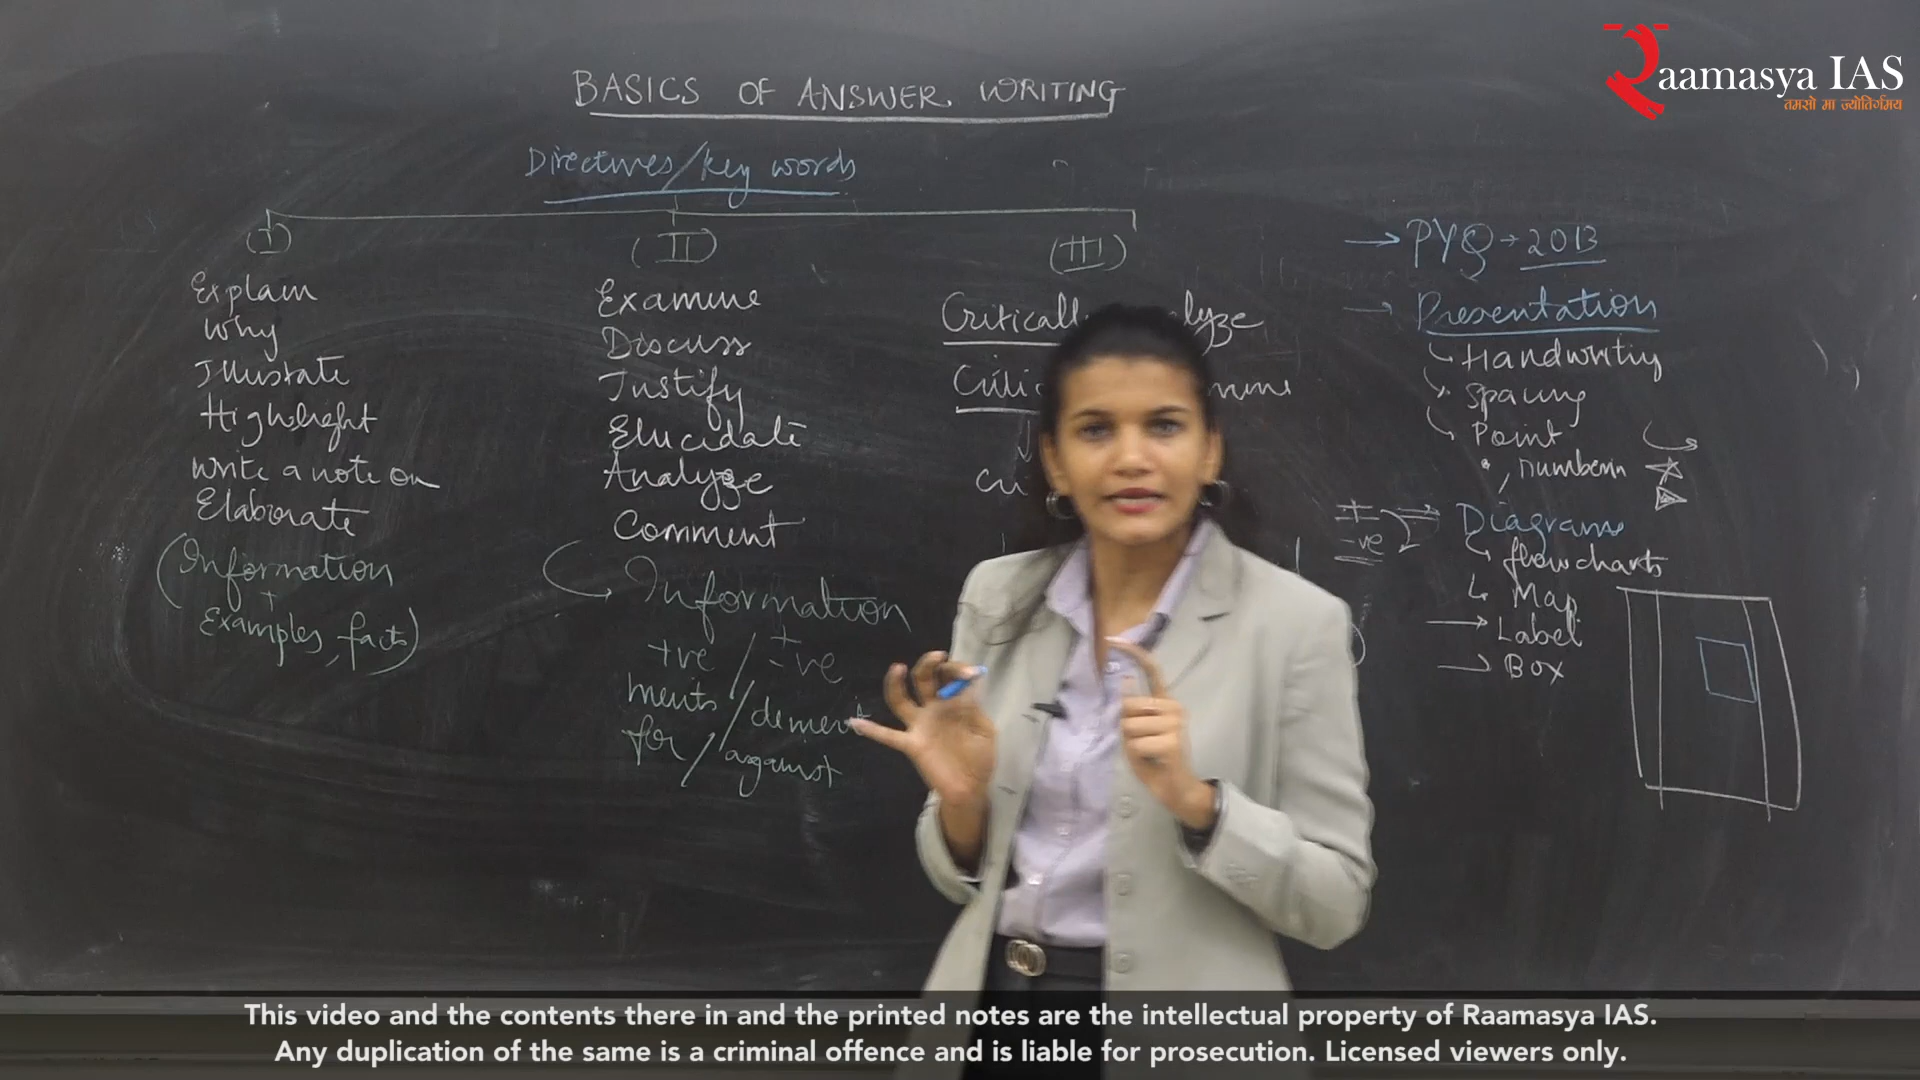 Raamasya IAS
तमसो मा ज्योतिर्गमय
BASICS OF ANSWER WRITING
Directives/key words
(I)
Explain
Why
Illustrate
Highlight
Write a note on
Elaborate
(Information
+
Examples, facts)
(II)
Examine
Discuss
Justify
Elucidate
Analyze
Comment
Information
+ve / -ve
merits / demerit
for / against
(III)
→ PYQ → 2013
→ Presentation
Handwriting
Spacing
Point
, numberin
+
-ve
Diagrams
flowcharts
Map
→ Label
→ Box
This video and the contents there in and the printed notes are the intellectual property of Raamasya IAS.
Any duplication of the same is a criminal offence and is liable for prosecution. Licensed viewers only.